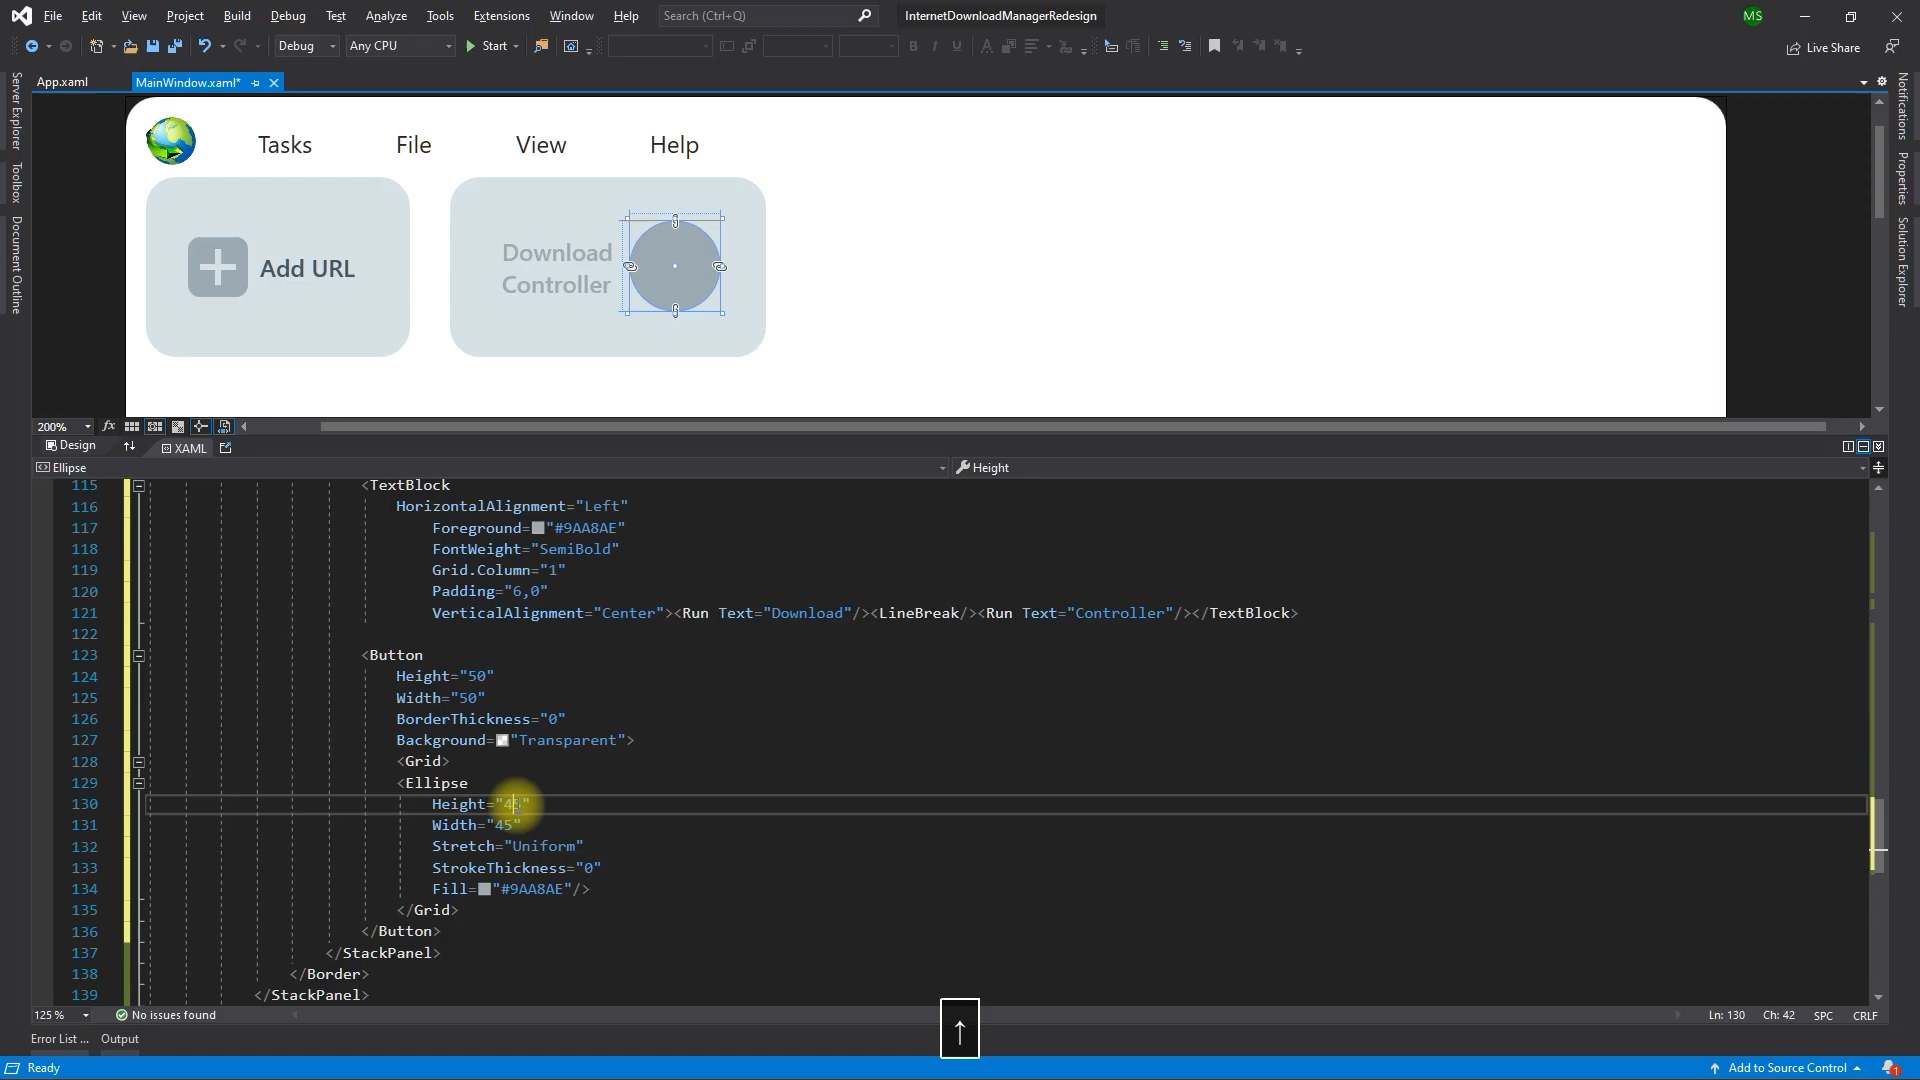 File Edit View Project Build Debug Test Analyze Tools Extensions Window Help Search (Ctrl+Q) InternetDownloadManagerRedesign MS
Debug Any CPU Start Live Share
App.xaml MainWindow.xaml*
Server Explorer
Toolbox
Document Outline
Notifications
Properties
Solution Explorer
Tasks File View Help
Add URL
Download
Controller
200% fx
Design XAML
Ellipse Height
115 <TextBlock
116 HorizontalAlignment="Left"
117 Foreground="#9AA8AE"
118 FontWeight="SemiBold"
119 Grid.Column="1"
120 Padding="6,0"
121 VerticalAlignment="Center"><Run Text="Download"/><LineBreak/><Run Text="Controller"/></TextBlock>
122
123 <Button
124 Height="50"
125 Width="50"
126 BorderThickness="0"
127 Background="Transparent">
128 <Grid>
129 <Ellipse
130 Height="45"
131 Width="45"
132 Stretch="Uniform"
133 StrokeThickness="0"
134 Fill="#9AA8AE"/>
135 </Grid>
136 </Button>
137 </StackPanel>
138 </Border>
139 </StackPanel>
125 % No issues found Ln: 130 Ch: 42 SPC CRLF
Error List ... Output
↑
Ready Add to Source Control 1